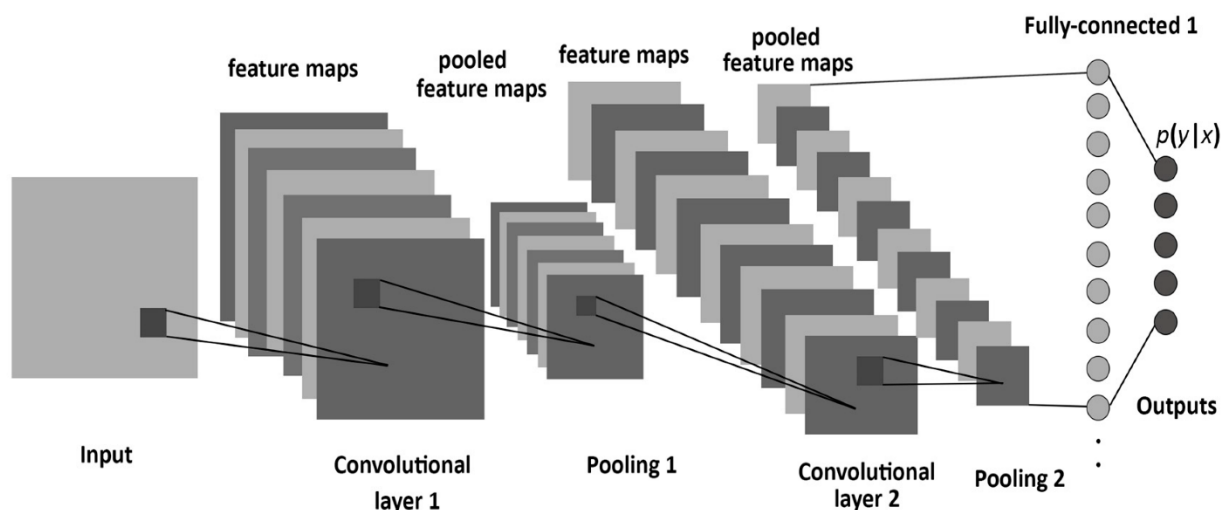 feature maps
pooled
feature maps
feature maps
pooled
feature maps
Fully-connected 1
p(y|x)
Input
Convolutional
layer 1
Pooling 1
Convolutional
layer 2
Pooling 2
Outputs